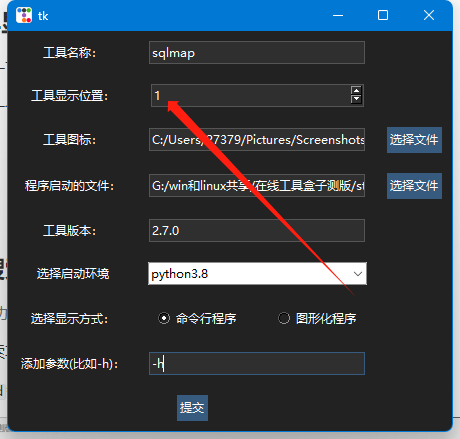 tk
工具名称： sqlmap
工具显示位置： 1
工具图标： C:/Users/27379/Pictures/Screenshots 选择文件
程序启动的文件： G:/win和linux共享/在线工具盒子测版/st 选择文件
工具版本： 2.7.0
选择启动环境 python3.8
选择显示方式： 命令行程序 图形化程序
添加参数(比如-h)： -h
提交